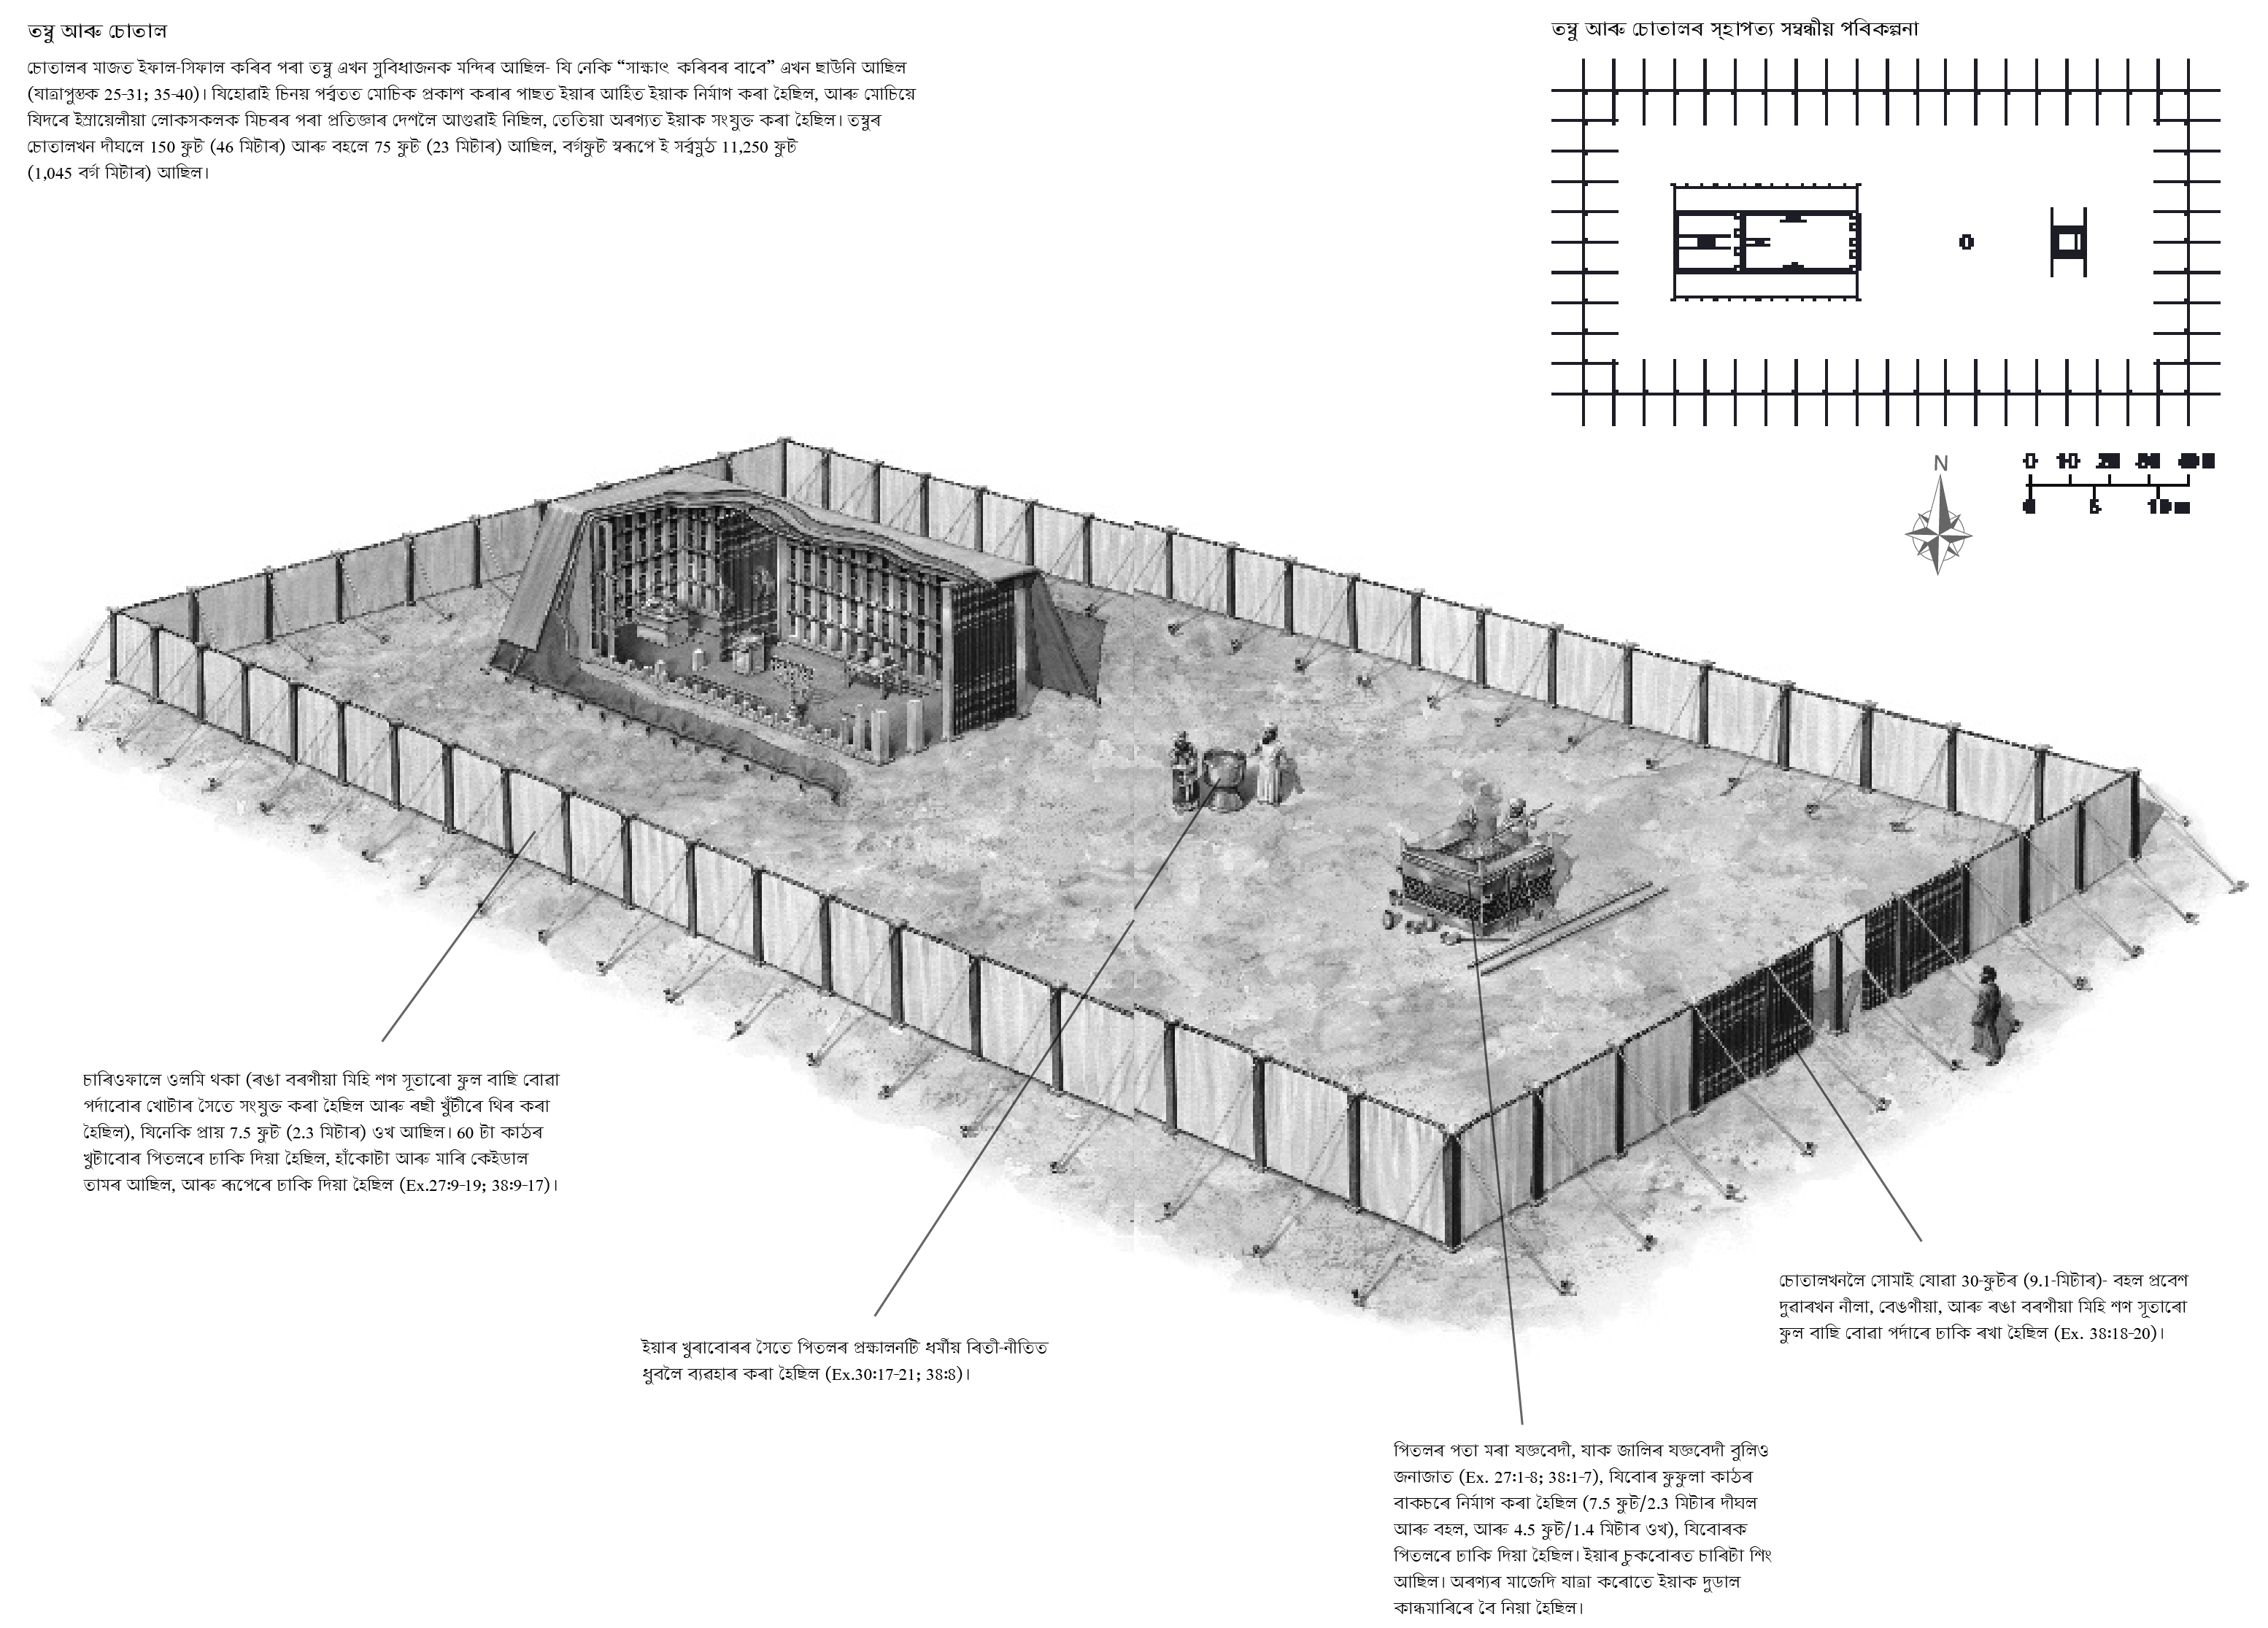 তম্বু আৰু চোতাল
চোতালৰ মাজত ইফাল-সিফাল কৰিব পৰা তম্বু এখন সুবিধাজনক মন্দিৰ আছিল- যি নেকি “সাক্ষাৎ কৰিবৰ বাবে” এখন ছাউনি আছিল
(যাত্ৰাপুস্তক 25-31; 35-40)। যিহোৱাই চিনয় পৰ্ব্বতত মোচিক প্ৰকাশ কৰাৰ পাছত ইয়াৰ আৰ্হিত ইয়াক নিৰ্মাণ কৰা হৈছিল, আৰু মোচিয়ে
যিদৰে ইস্ৰায়েলীয়া লোকসকলক মিচৰৰ পৰা প্ৰতিজ্ঞাৰ দেশলৈ আগুৱাই নিছিল, তেতিয়া অৰণ্যত ইয়াক সংযুক্ত কৰা হৈছিল। তম্বুৰ
চোতালখন দীঘলে 150 ফুট (46 মিটাৰ) আৰু বহলে 75 ফুট (23 মিটাৰ) আছিল, বৰ্গফুট স্বৰূপে ই সৰ্ব্বমুঠ 11,250 ফুট
(1,045 বৰ্গ মিটাৰ) আছিল।
তম্বু আৰু চোতালৰ স্হাপত্য সম্বন্ধীয় পৰিকল্পনা
N
0 10
5
চাৰিওফালে ওলমি থকা (ৰঙা বৰণীয়া মিহি শণ সূতাৰো ফুল বাছি বোৱা
পৰ্দাবোৰ খোটাৰ সৈতে সংযুক্ত কৰা হৈছিল আৰু ৰছী খুঁটীৰে থিৰ কৰা
হৈছিল), যিনেকি প্ৰায় 7.5 ফুট (2.3 মিটাৰ) ওখ আছিল। 60 টা কাঠৰ
খুটাবোৰ পিতলৰে ঢাকি দিয়া হৈছিল, হাঁকোটা আৰু মাৰি কেইডাল
তামৰ আছিল, আৰু ৰূপেৰে ঢাকি দিয়া হৈছিল (Ex.27:9-19; 38:9-17)।
ইয়াৰ খুৰাবোৰৰ সৈতে পিতলৰ প্ৰক্ষালনটি ধৰ্মীয় ৰিতী-নীতিত
ধুবলৈ ব্যৱহাৰ কৰা হৈছিল (Ex.30:17-21; 38:8)।
চোতালখনলৈ সোমাই যোৱা 30-ফুটৰ (9.1-মিটাৰ)- বহল প্ৰবেশ
দুৱাৰখন নীলা, বেঙণীয়া, আৰু ৰঙা বৰণীয়া মিহি শণ সূতাৰো
ফুল বাছি বোৱা পৰ্দাৰে ঢাকি ৰখা হৈছিল (Ex. 38:18-20)।
পিতলৰ পতা মৰা যজ্ঞবেদী, যাক জালিৰ যজ্ঞবেদী বুলিও
জনাজাত (Ex. 27:1-8; 38:1-7), যিবোৰ ফুফুলা কাঠৰ
বাকচৰে নিৰ্মাণ কৰা হৈছিল (7.5 ফুট/2.3 মিটাৰ দীঘল
আৰু বহল, আৰু 4.5 ফুট/1.4 মিটাৰ ওখ), যিবোৰক
পিতলৰে ঢাকি দিয়া হৈছিল। ইয়াৰ চুকবোৰত চাৰিটা শিং
আছিল। অৰণ্যৰ মাজেদি যাত্ৰা কৰোতে ইয়াক দুডাল
কান্ধমাৰিৰে বৈ নিয়া হৈছিল।